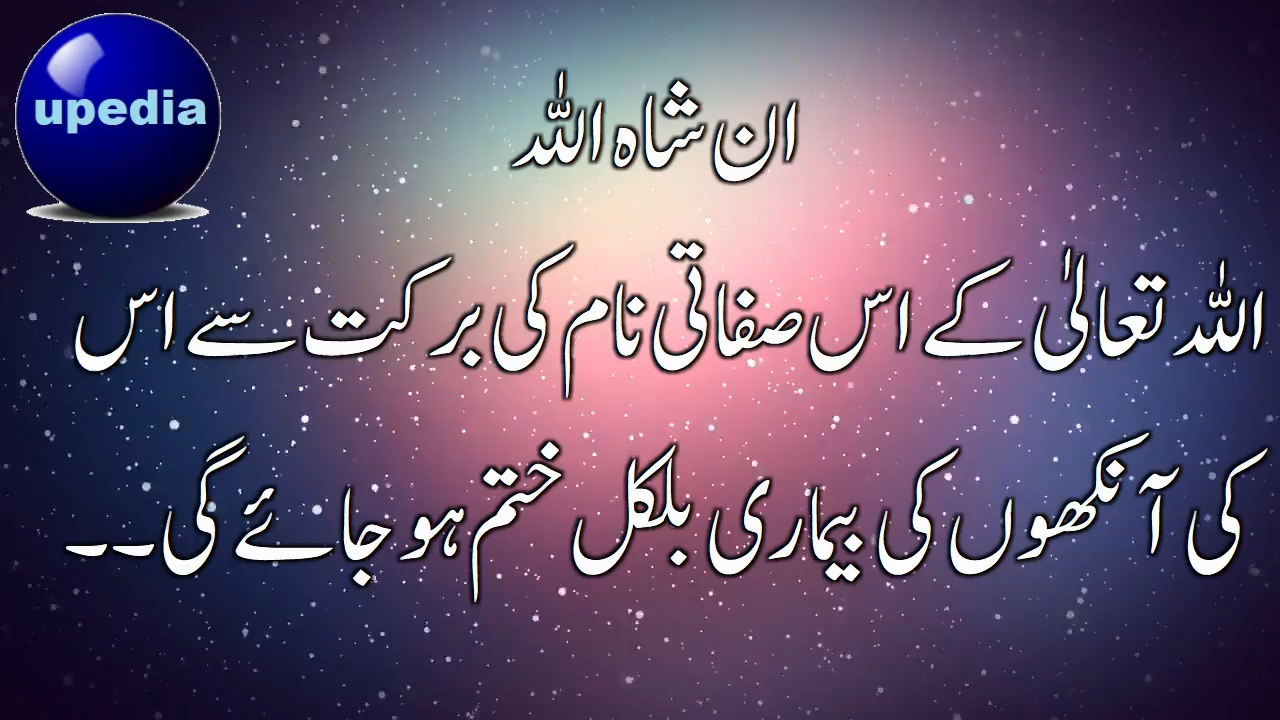 upedia
ان شاہ اللہ
اللہ تعالیٰ کے اس صفاتی نام کی برکت سے اس
کی آنکھوں کی بیماری بلکل ختم ہو جائے گی۔۔